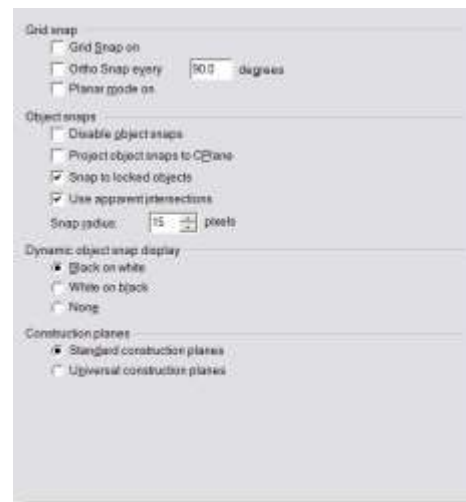 Grid snap
Grid Snap on
Ortho Snap every 90.0 degrees
Planar mode on
Object snaps
Disable object snaps
Project object snaps to CPlane
Snap to locked objects
Use apparent intersections
Snap radius: 15 pixels
Dynamic object snap display
Black on white
White on black
None
Construction planes
Standard construction planes
Universal construction planes